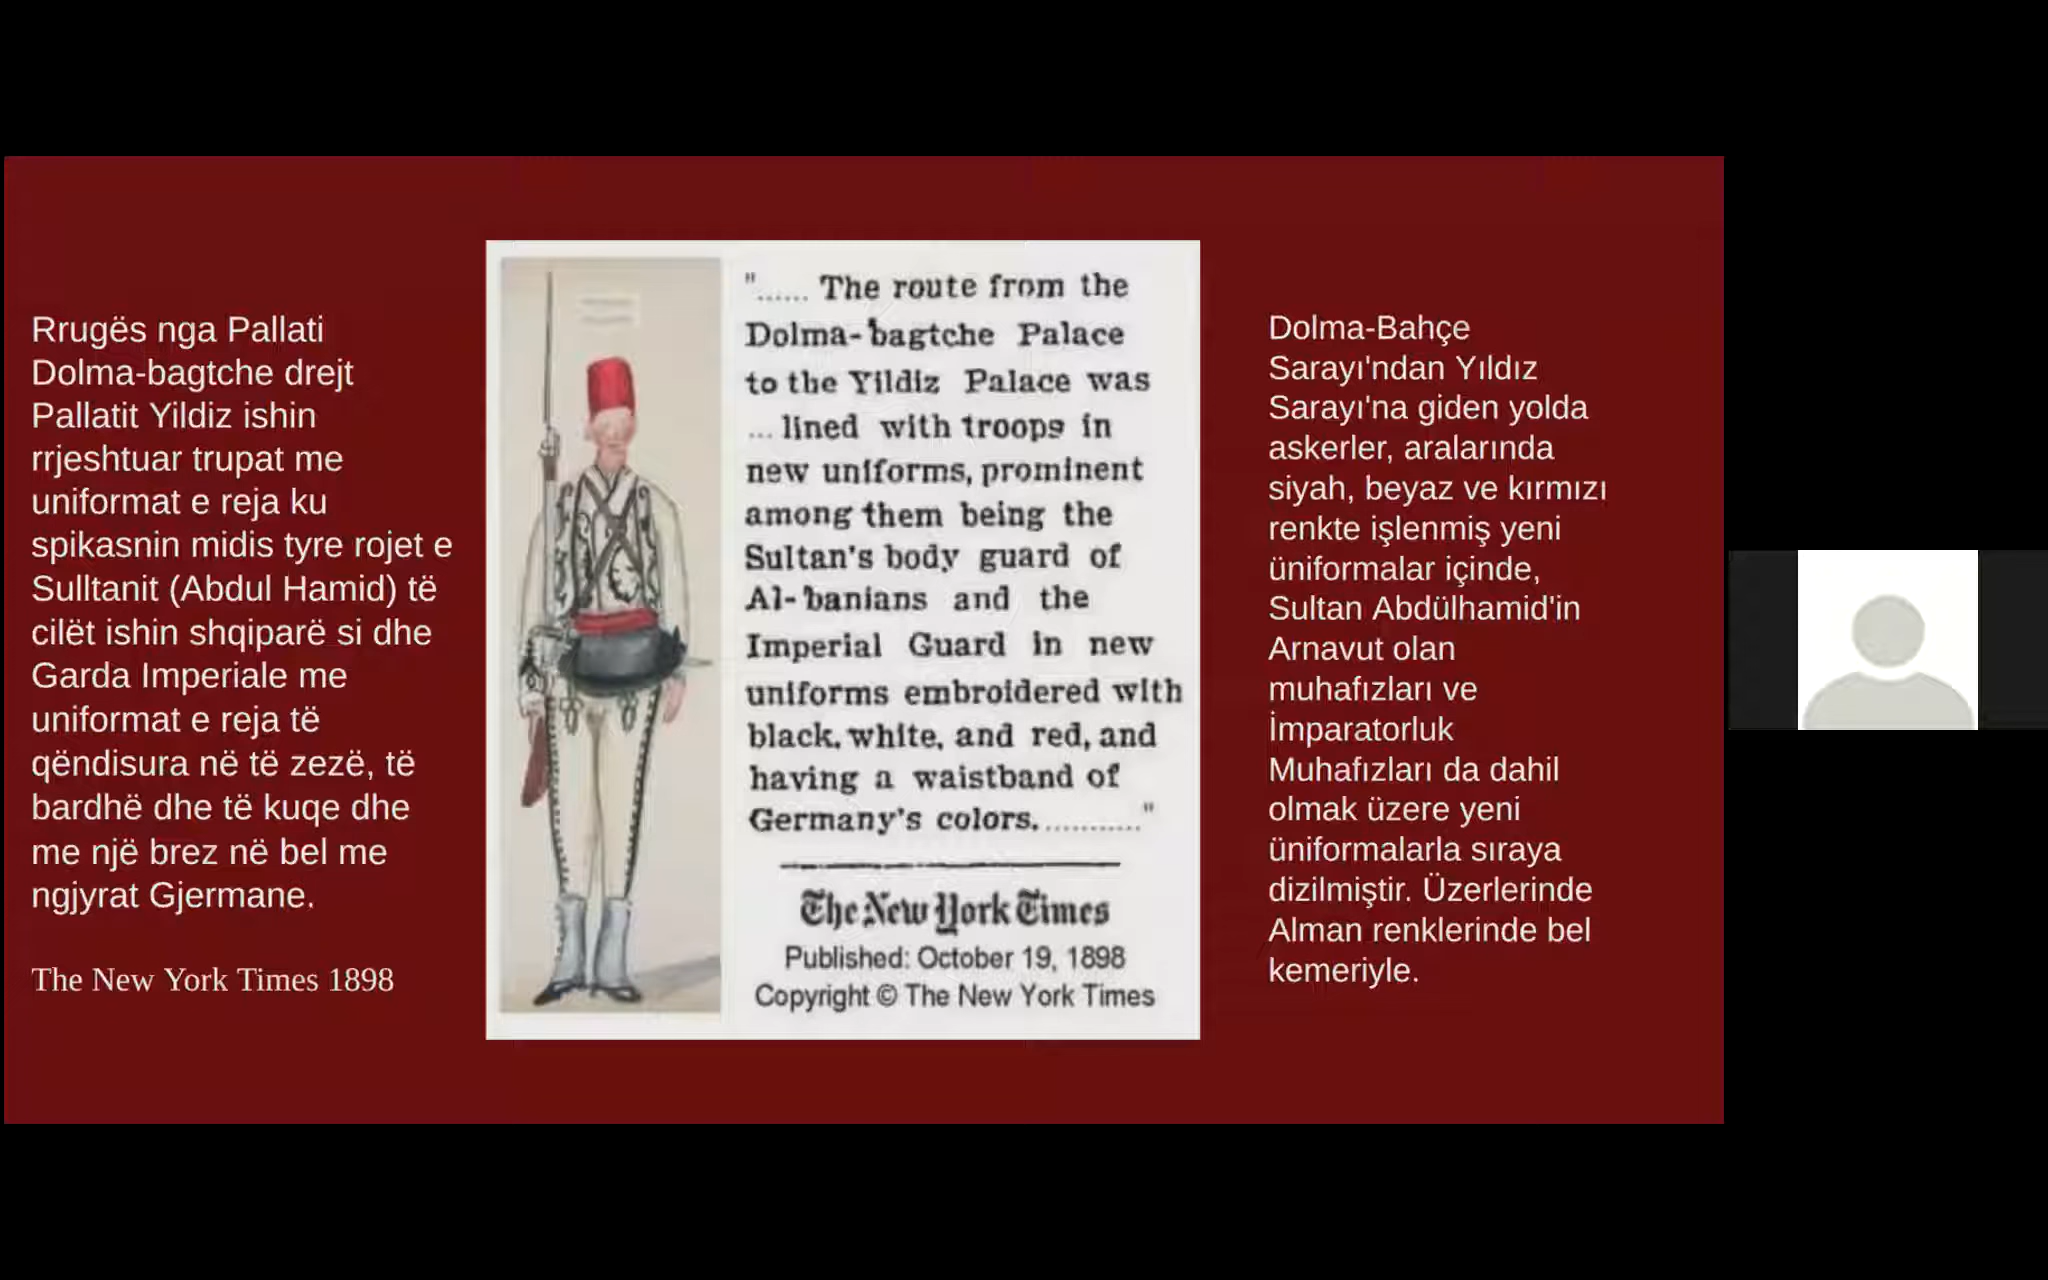 Rrugës nga Pallati
Dolma-bagtche drejt
Pallatit Yildiz ishin
rrjeshtuar trupat me
uniformat e reja ku
spikasnin midis tyre rojet e
Sulltanit (Abdul Hamid) të
cilët ishin shqiparë si dhe
Garda Imperiale me
uniformat e reja të
qëndisura në të zezë, të
bardhë dhe të kuqe dhe
me një brez në bel me
ngjyrat Gjermane.
The New York Times 1898
"...... The route from the
Dolma-bagtche Palace
to the Yildiz Palace was
... lined with troops in
new uniforms, prominent
among them being the
Sultan's body guard of
Al-banians and the
Imperial Guard in new
uniforms embroidered with
black, white, and red, and
having a waistband of
Germany's colors. ..........."
The New York Times
Published: October 19, 1898
Copyright © The New York Times
Dolma-Bahçe
Sarayı'ndan Yıldız
Sarayı'na giden yolda
askerler, aralarında
siyah, beyaz ve kırmızı
renkte işlenmiş yeni
üniformalar içinde,
Sultan Abdülhamid'in
Arnavut olan
muhafızları ve
İmparatorluk
Muhafızları da dahil
olmak üzere yeni
üniformalarla sıraya
dizilmiştir. Üzerlerinde
Alman renklerinde bel
kemeriyle.